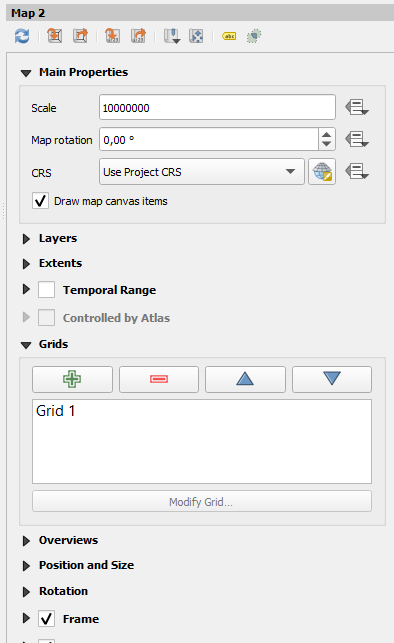 Map 2
Main Properties
Scale 10000000
Map rotation 0,00 °
CRS Use Project CRS
Draw map canvas items
Layers
Extents
Temporal Range
Controlled by Atlas
Grids
Grid 1
Modify Grid...
Overviews
Position and Size
Rotation
Frame